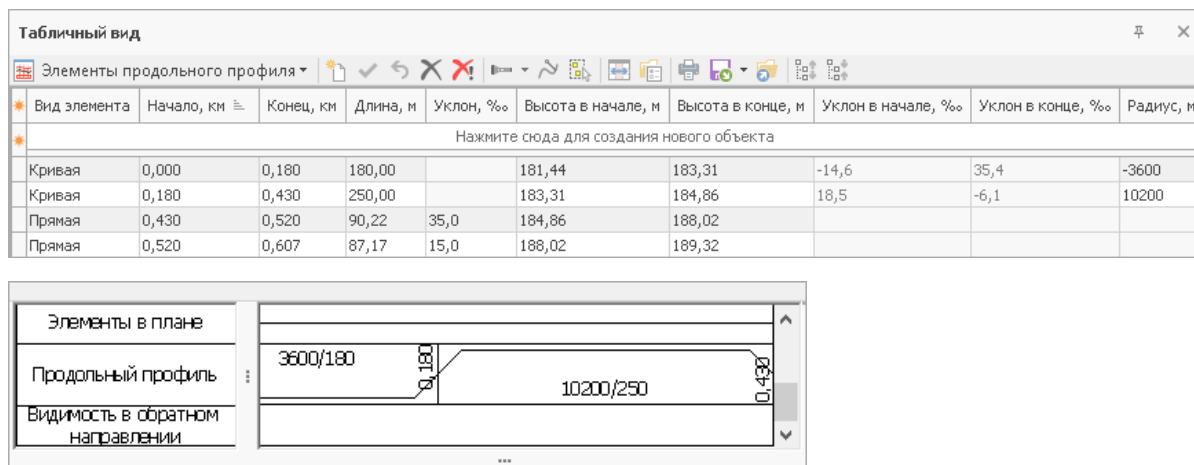 Табличный вид
Элементы продольного профиля
Вид элемента Начало, км Конец, км Длина, м Уклон, ‰ Высота в начале, м Высота в конце, м Уклон в начале, ‰ Уклон в конце, ‰ Радиус, м
Нажмите сюда для создания нового объекта
Кривая 0,000 0,180 180,00 181,44 183,31 -14,6 35,4 -3600
Кривая 0,180 0,430 250,00 183,31 184,86 18,5 -6,1 10200
Прямая 0,430 0,520 90,22 35,0 184,86 188,02
Прямая 0,520 0,607 87,17 15,0 188,02 189,32
Элементы в плане
Продольный профиль 3600/180 0,180 10200/250 0,430
Видимость в обратном
направлении